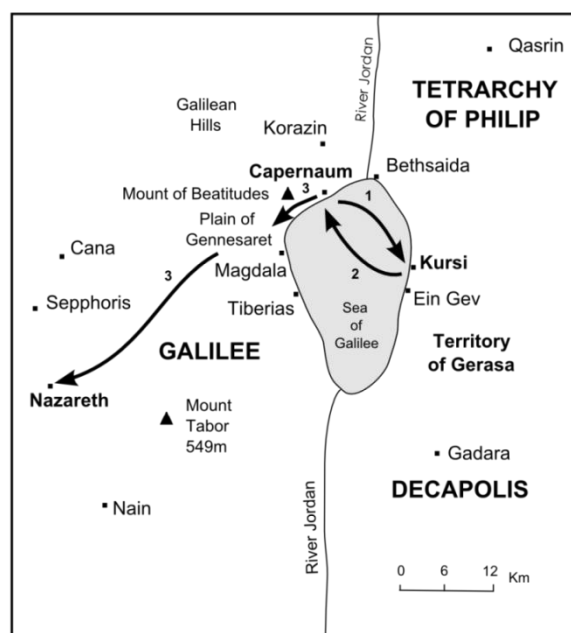 Qasrin
River Jordan
TETRARCHY
OF PHILIP
Galilean
Hills
Korazin
Bethsaida
Capernaum
Mount of Beatitudes
3
1
Plain of
Gennesaret
Cana
Magdala
2
Kursi
3
Sepphoris
Tiberias
Ein Gev
Sea
of
Galilee
Territory
of Gerasa
GALILEE
Nazareth
Mount
Tabor
549m
Gadara
DECAPOLIS
Nain
River Jordan
0 6 12 Km